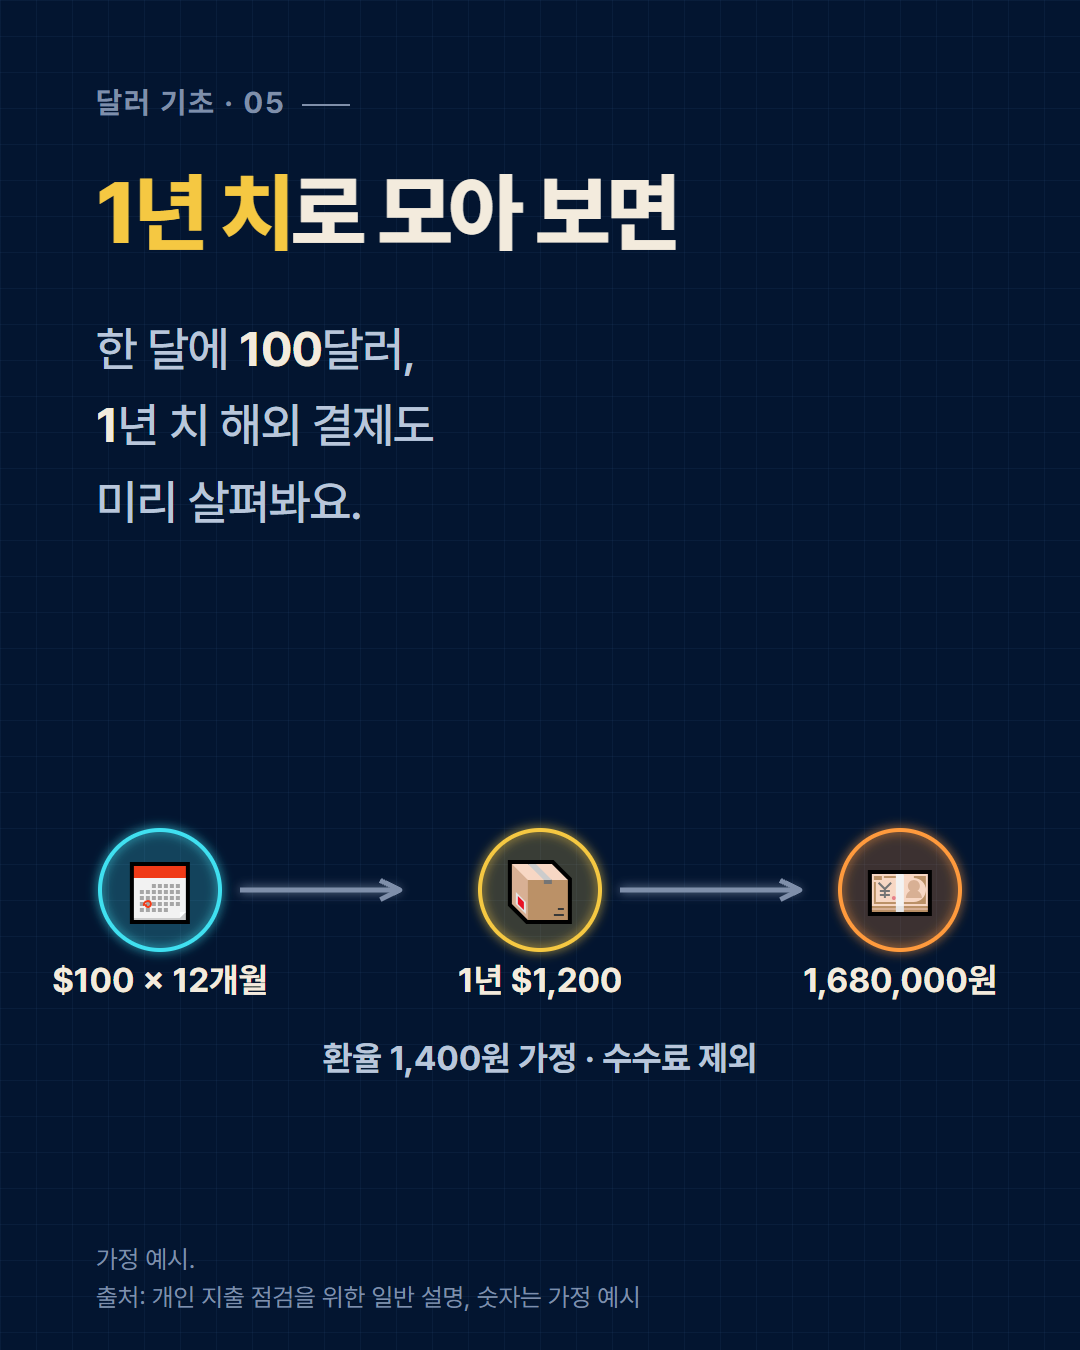 달러 기초 · 05
1년 치로 모아 보면
한 달에 100달러,
1년 치 해외 결제도
미리 살펴봐요.
¥
$100 × 12개월
1년 $1,200
1,680,000원
환율 1,400원 가정 · 수수료 제외
가정 예시.
출처: 개인 지출 점검을 위한 일반 설명, 숫자는 가정 예시